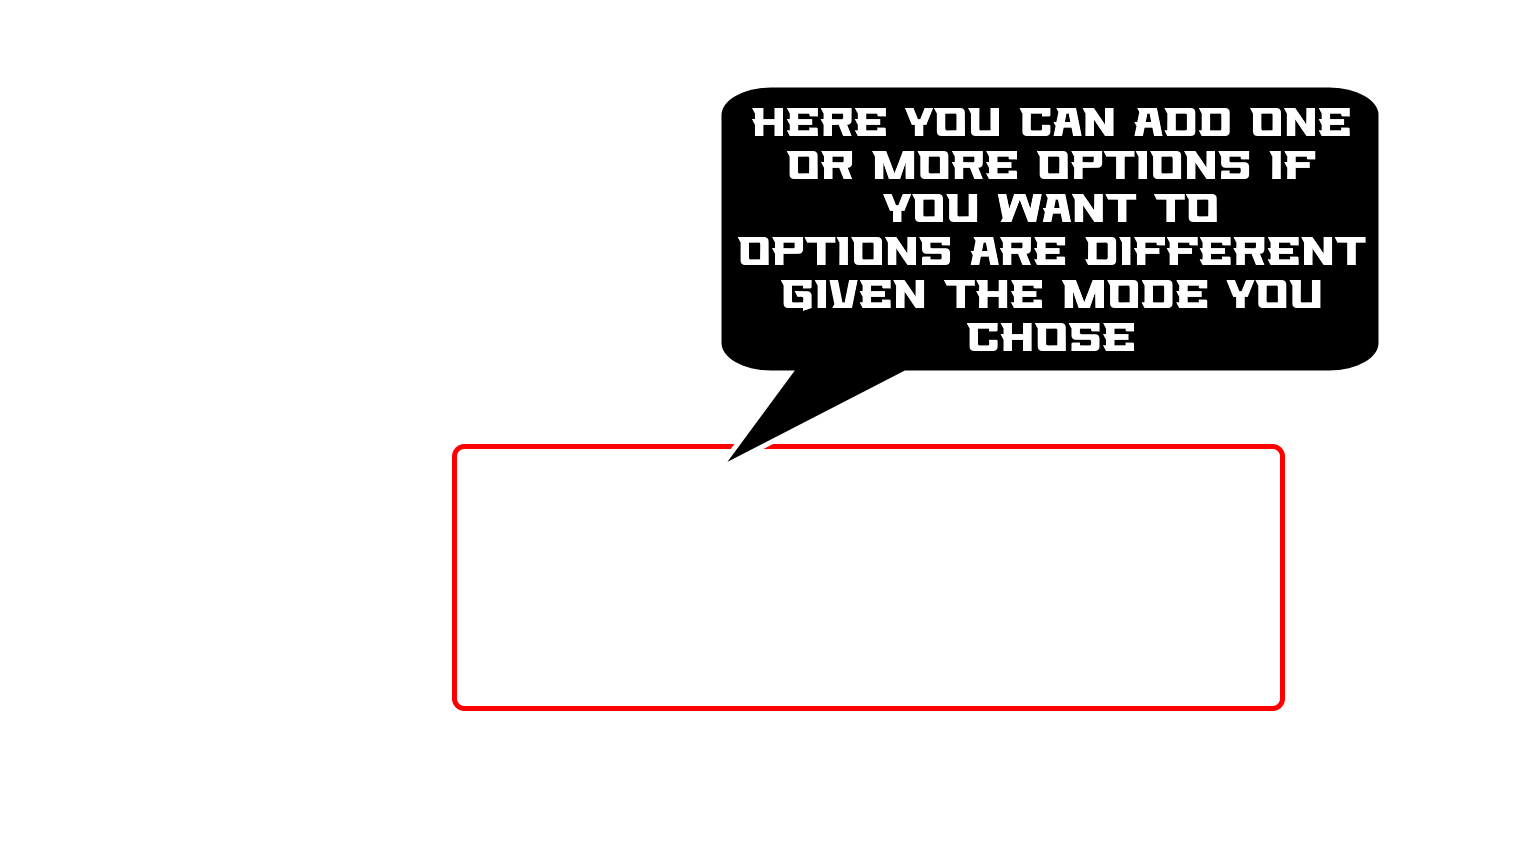 HERE YOU CAN ADD ONE
OR MORE OPTIONS IF
YOU WANT TO
OPTIONS ARE DIFFERENT
GIVEN THE MODE YOU
CHOSE